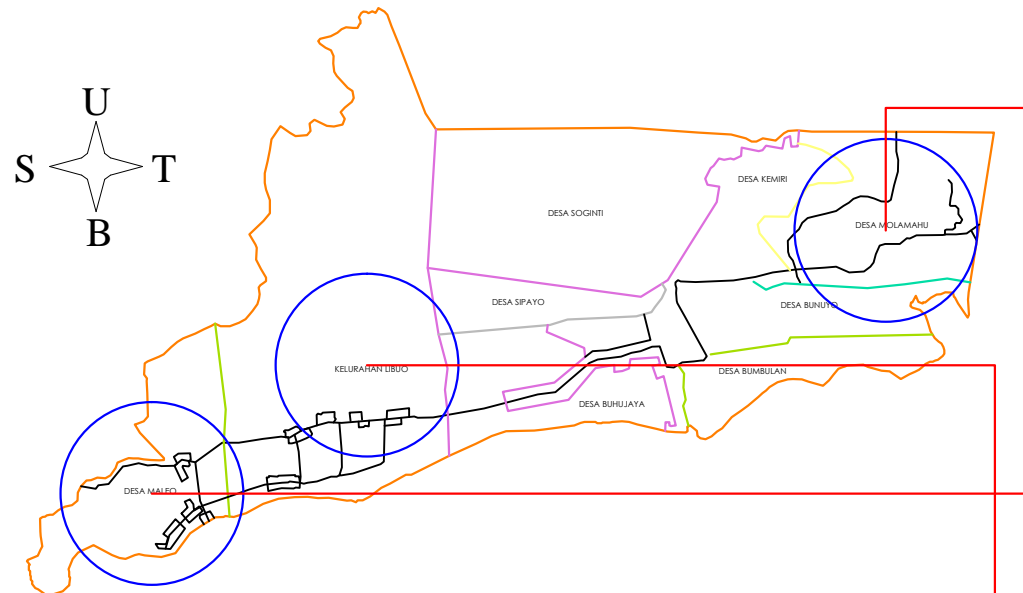 U
S
T
B
DESA KEMIRI
DESA SOGINTI
DESA MOLAMAHU
DESA SIPAYO
DESA BUNUYO
KELURAHAN LIBUO
DESA BUMBULAN
DESA BUHUJAYA
DESA MALEO